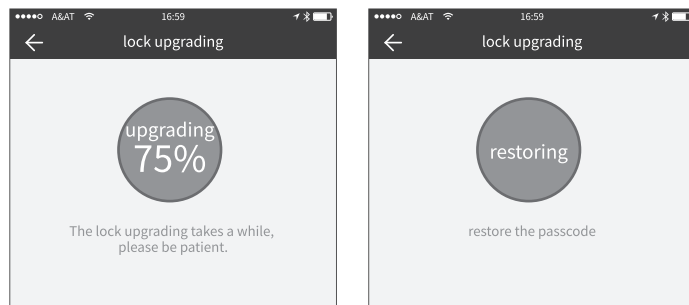 A&AT 16:59
lock upgrading
upgrading
75%
The lock upgrading takes a while,
please be patient.
A&AT 16:59
lock upgrading
restoring
restore the passcode